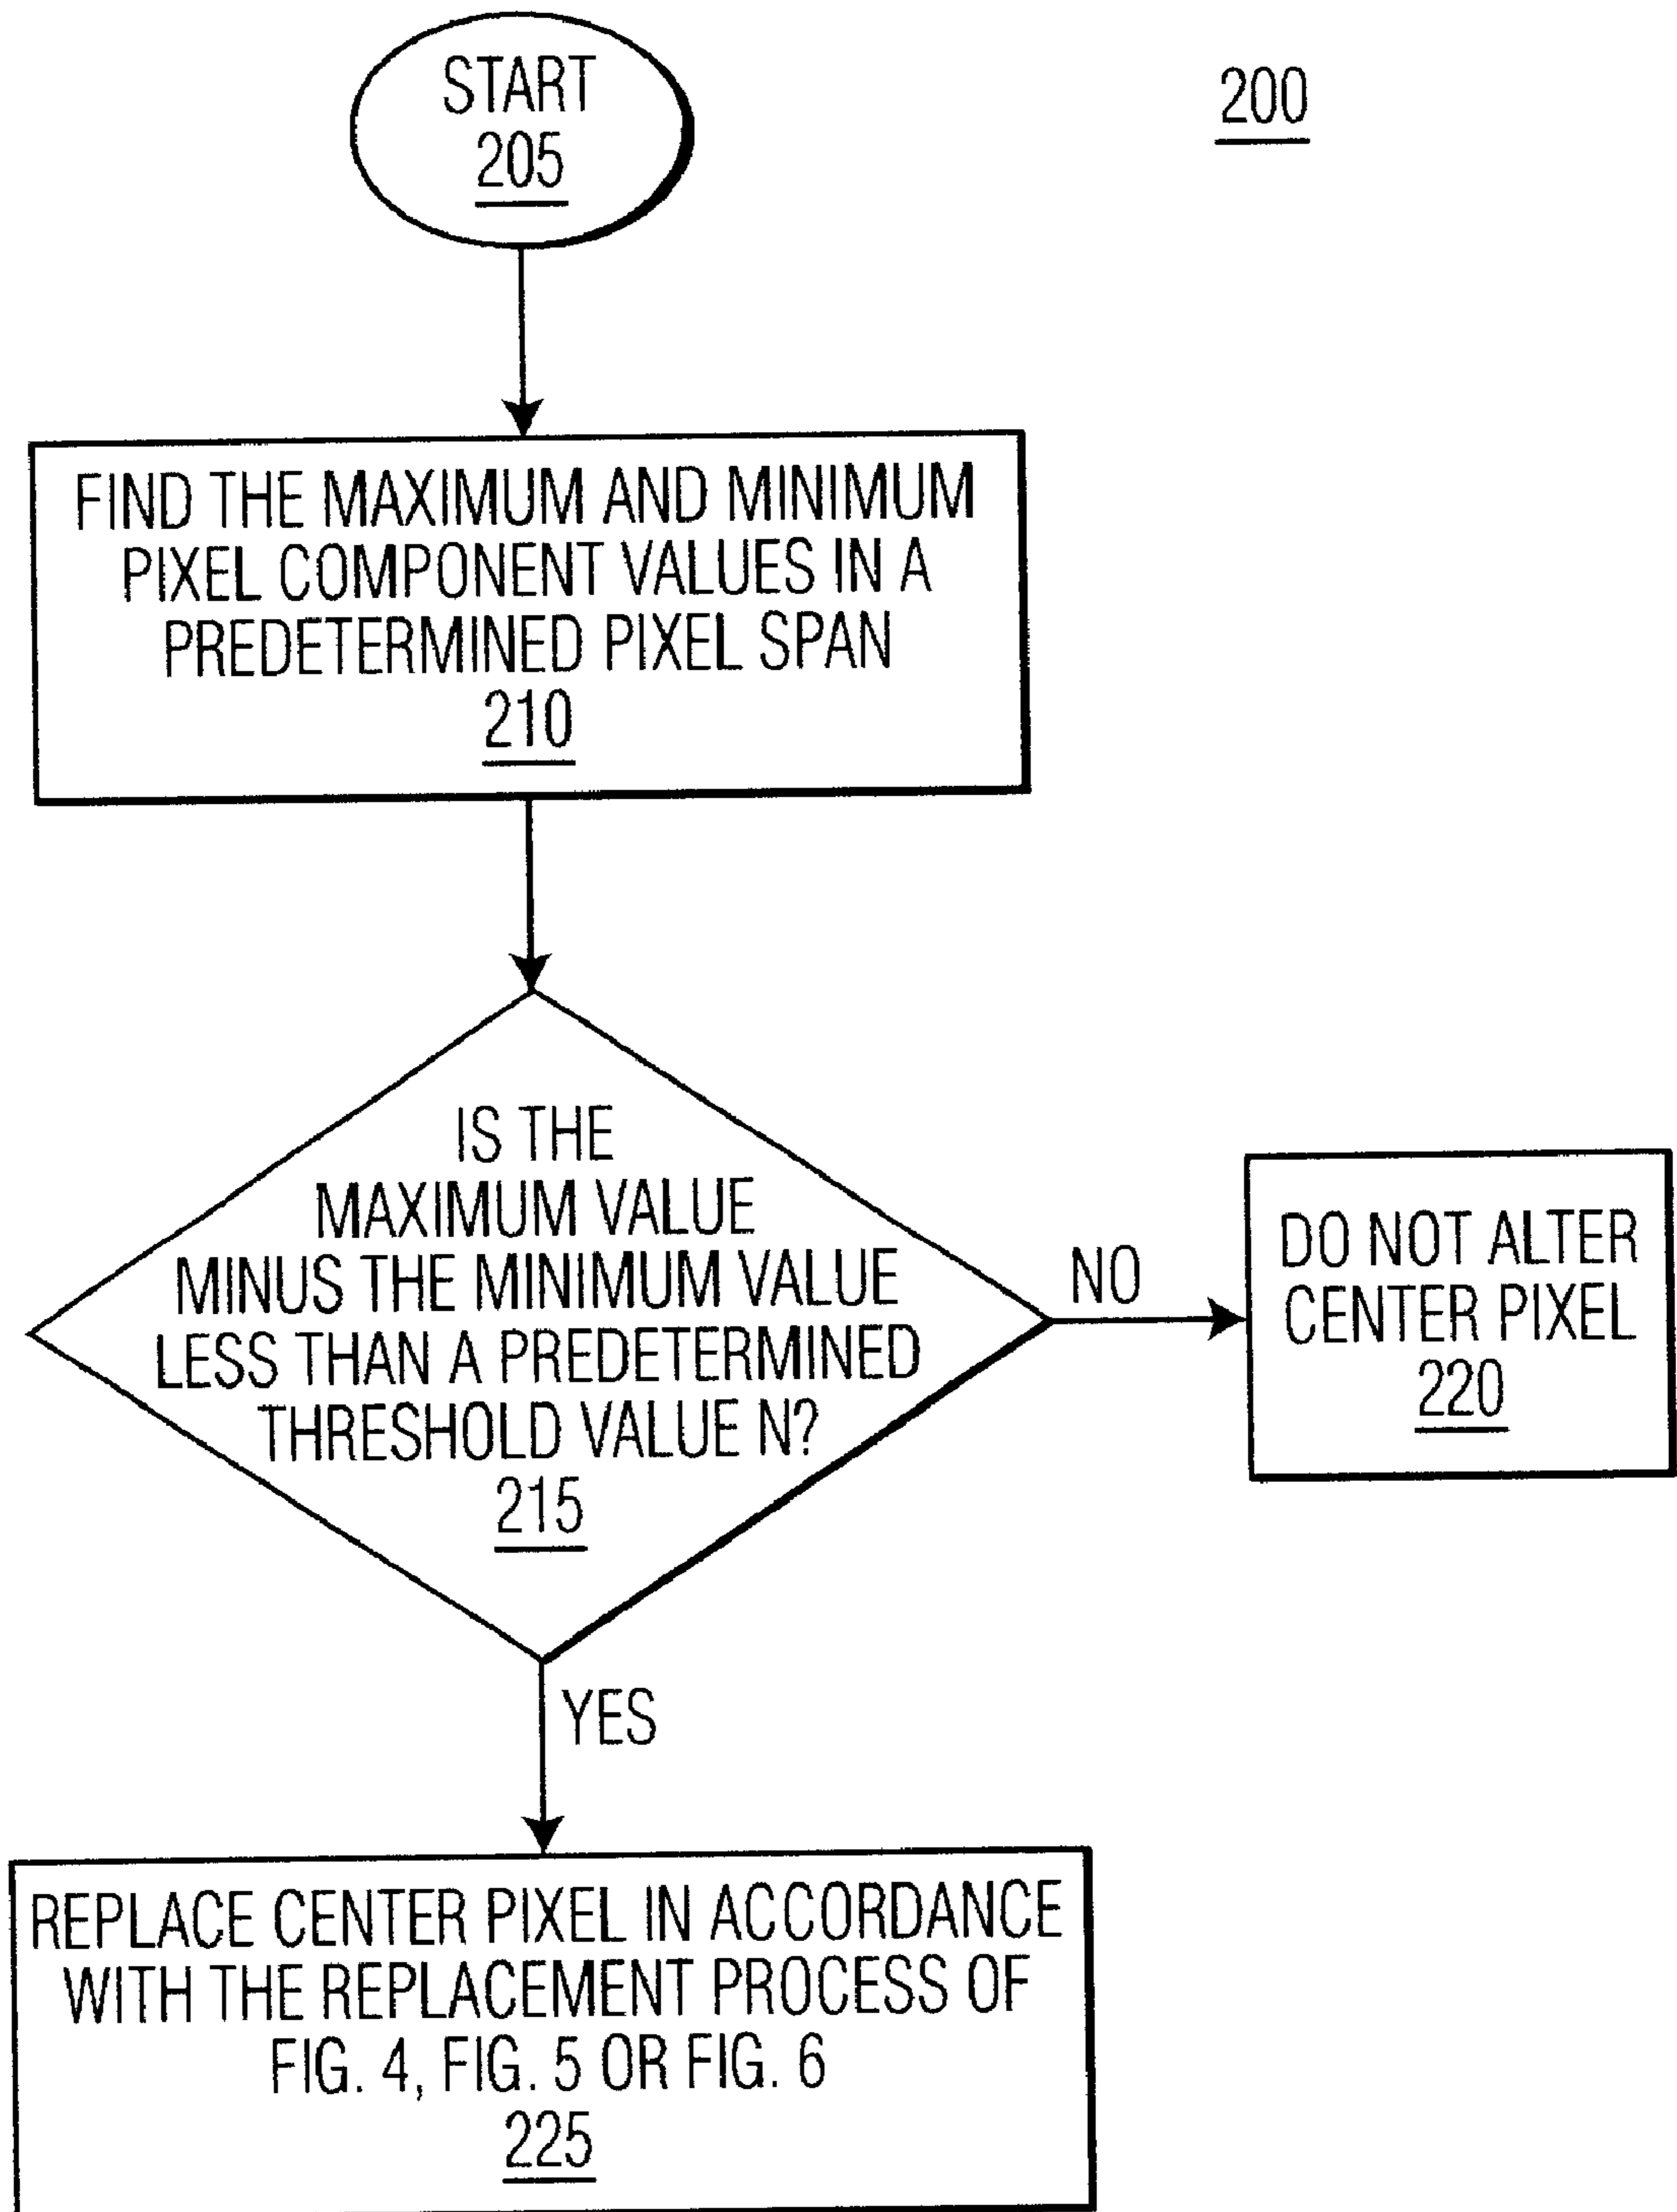 START
205
200
FIND THE MAXIMUM AND MINIMUM
PIXEL COMPONENT VALUES IN A
PREDETERMINED PIXEL SPAN
210
IS THE
MAXIMUM VALUE
MINUS THE MINIMUM VALUE
LESS THAN A PREDETERMINED
THRESHOLD VALUE N?
215
NO
DO NOT ALTER
CENTER PIXEL
220
YES
REPLACE CENTER PIXEL IN ACCORDANCE
WITH THE REPLACEMENT PROCESS OF
FIG. 4, FIG. 5 OR FIG. 6
225